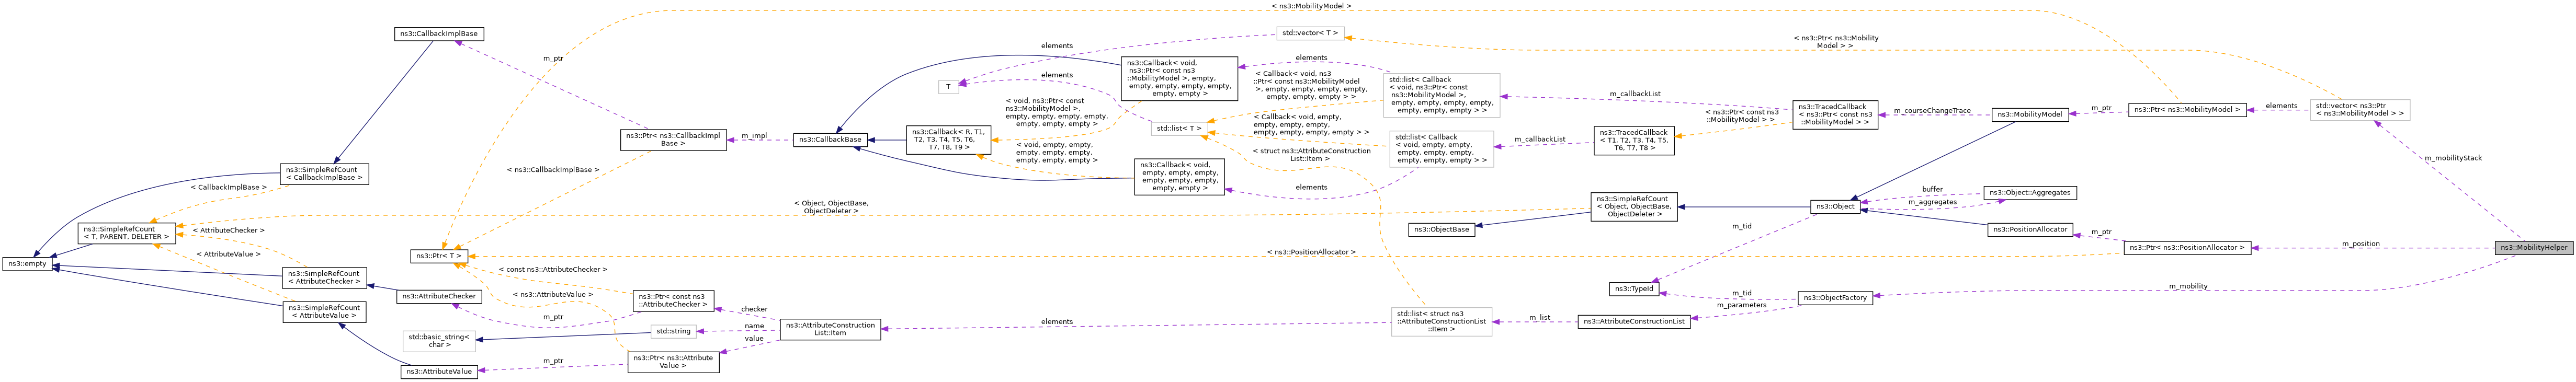 < ns3::MobilityModel >
ns3::CallbackImplBase
std::vector< T >
< ns3::Ptr< ns3::Mobility
Model > >
elements
m_ptr
ns3::Callback< void,
ns3::Ptr< const ns3
::MobilityModel >, empty,
empty, empty, empty, empty,
empty, empty >
elements
< Callback< void, ns3
::Ptr< const ns3::MobilityModel
>, empty, empty, empty, empty,
empty, empty, empty > >
std::list< Callback
< void, ns3::Ptr< const
ns3::MobilityModel >,
empty, empty, empty, empty,
empty, empty, empty > >
T
elements
m_callbackList
ns3::TracedCallback
< ns3::Ptr< const ns3
::MobilityModel > >
m_courseChangeTrace
ns3::MobilityModel
m_ptr
ns3::Ptr< ns3::MobilityModel >
elements
std::vector< ns3::Ptr
< ns3::MobilityModel > >
< void, ns3::Ptr< const
ns3::MobilityModel >,
empty, empty, empty, empty,
empty, empty, empty >
std::list< T >
< Callback< void, empty,
empty, empty, empty,
empty, empty, empty, empty > >
< ns3::Ptr< const ns3
::MobilityModel > >
ns3::Ptr< ns3::CallbackImpl
Base >
m_impl
ns3::CallbackBase
ns3::Callback< R, T1,
T2, T3, T4, T5, T6,
T7, T8, T9 >
< void, empty, empty,
empty, empty, empty,
empty, empty, empty >
std::list< Callback
< void, empty, empty,
empty, empty, empty,
empty, empty, empty > >
m_callbackList
ns3::TracedCallback
< T1, T2, T3, T4, T5,
T6, T7, T8 >
m_mobilityStack
ns3::SimpleRefCount
< CallbackImplBase >
< ns3::CallbackImplBase >
ns3::Callback< void,
empty, empty, empty,
empty, empty, empty,
empty, empty >
< struct ns3::AttributeConstruction
List::Item >
elements
< CallbackImplBase >
< Object, ObjectBase,
ObjectDeleter >
ns3::SimpleRefCount
< Object, ObjectBase,
ObjectDeleter >
ns3::Object
buffer
m_aggregates
ns3::Object::Aggregates
ns3::SimpleRefCount
< T, PARENT, DELETER >
< AttributeChecker >
ns3::ObjectBase
m_tid
ns3::PositionAllocator
m_ptr
ns3::Ptr< ns3::PositionAllocator >
m_position
ns3::MobilityHelper
ns3::empty
< AttributeValue >
ns3::Ptr< T >
< ns3::PositionAllocator >
ns3::SimpleRefCount
< AttributeChecker >
< const ns3::AttributeChecker >
ns3::TypeId
m_tid
m_mobility
ns3::AttributeChecker
< ns3::AttributeValue >
ns3::Ptr< const ns3
::AttributeChecker >
checker
ns3::ObjectFactory
m_parameters
ns3::SimpleRefCount
< AttributeValue >
m_ptr
std::string
name
ns3::AttributeConstruction
List::Item
elements
std::list< struct ns3
::AttributeConstructionList
::Item >
m_list
ns3::AttributeConstructionList
std::basic_string<
char >
value
m_ptr
ns3::Ptr< ns3::Attribute
Value >
ns3::AttributeValue